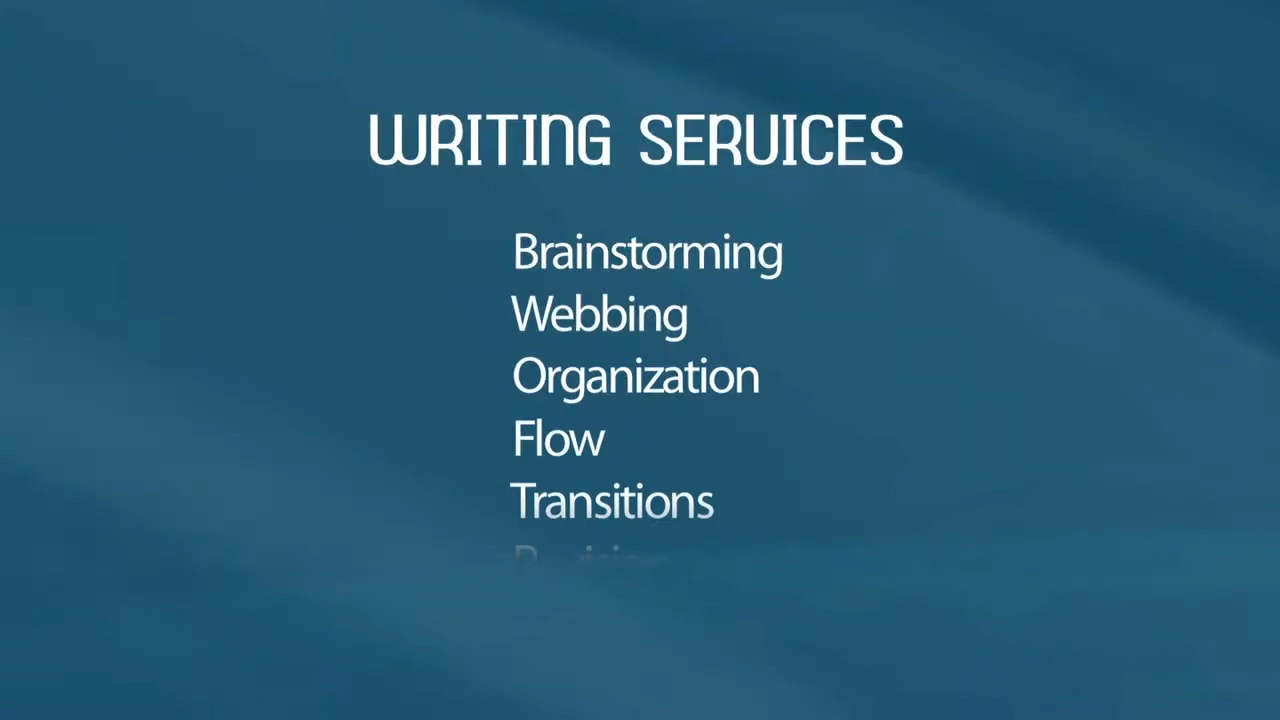 WRITING SERVICES
Brainstorming
Webbing
Organization
Flow
Transitions